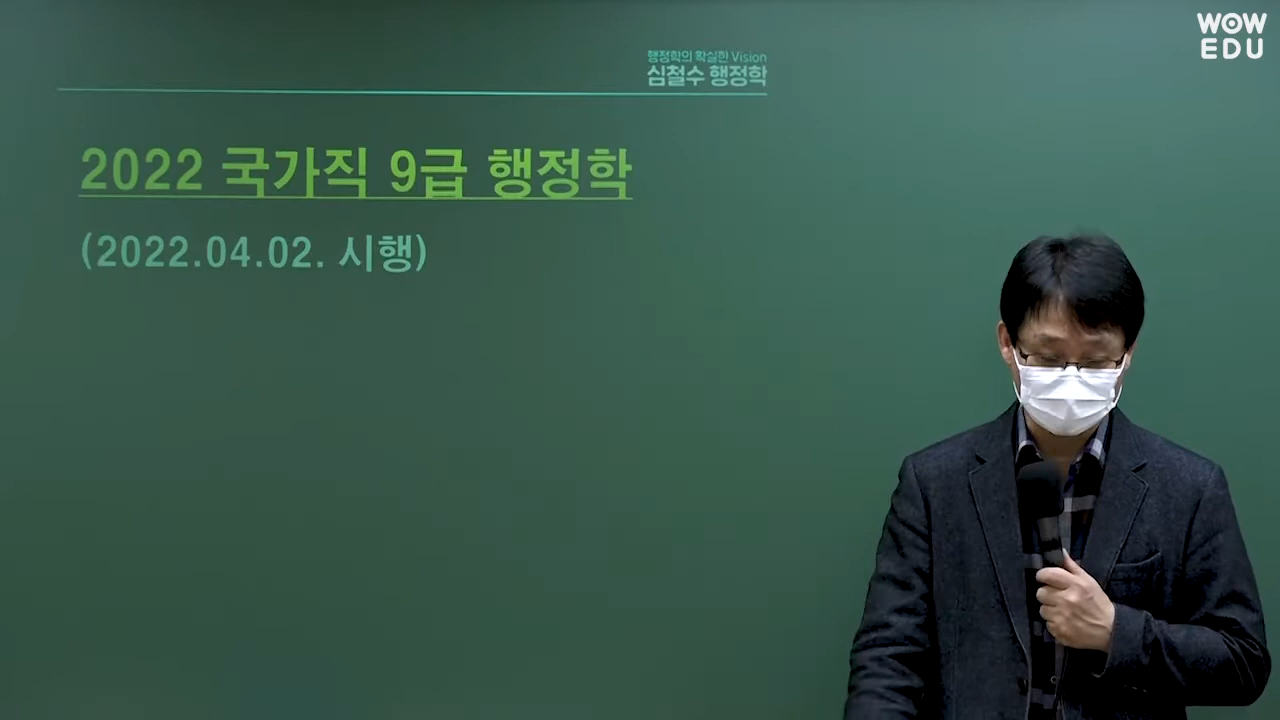 WOW
EDU
행정학의 확실한 Vision
심철수 행정학
2022 국가직 9급 행정학
(2022.04.02. 시행)